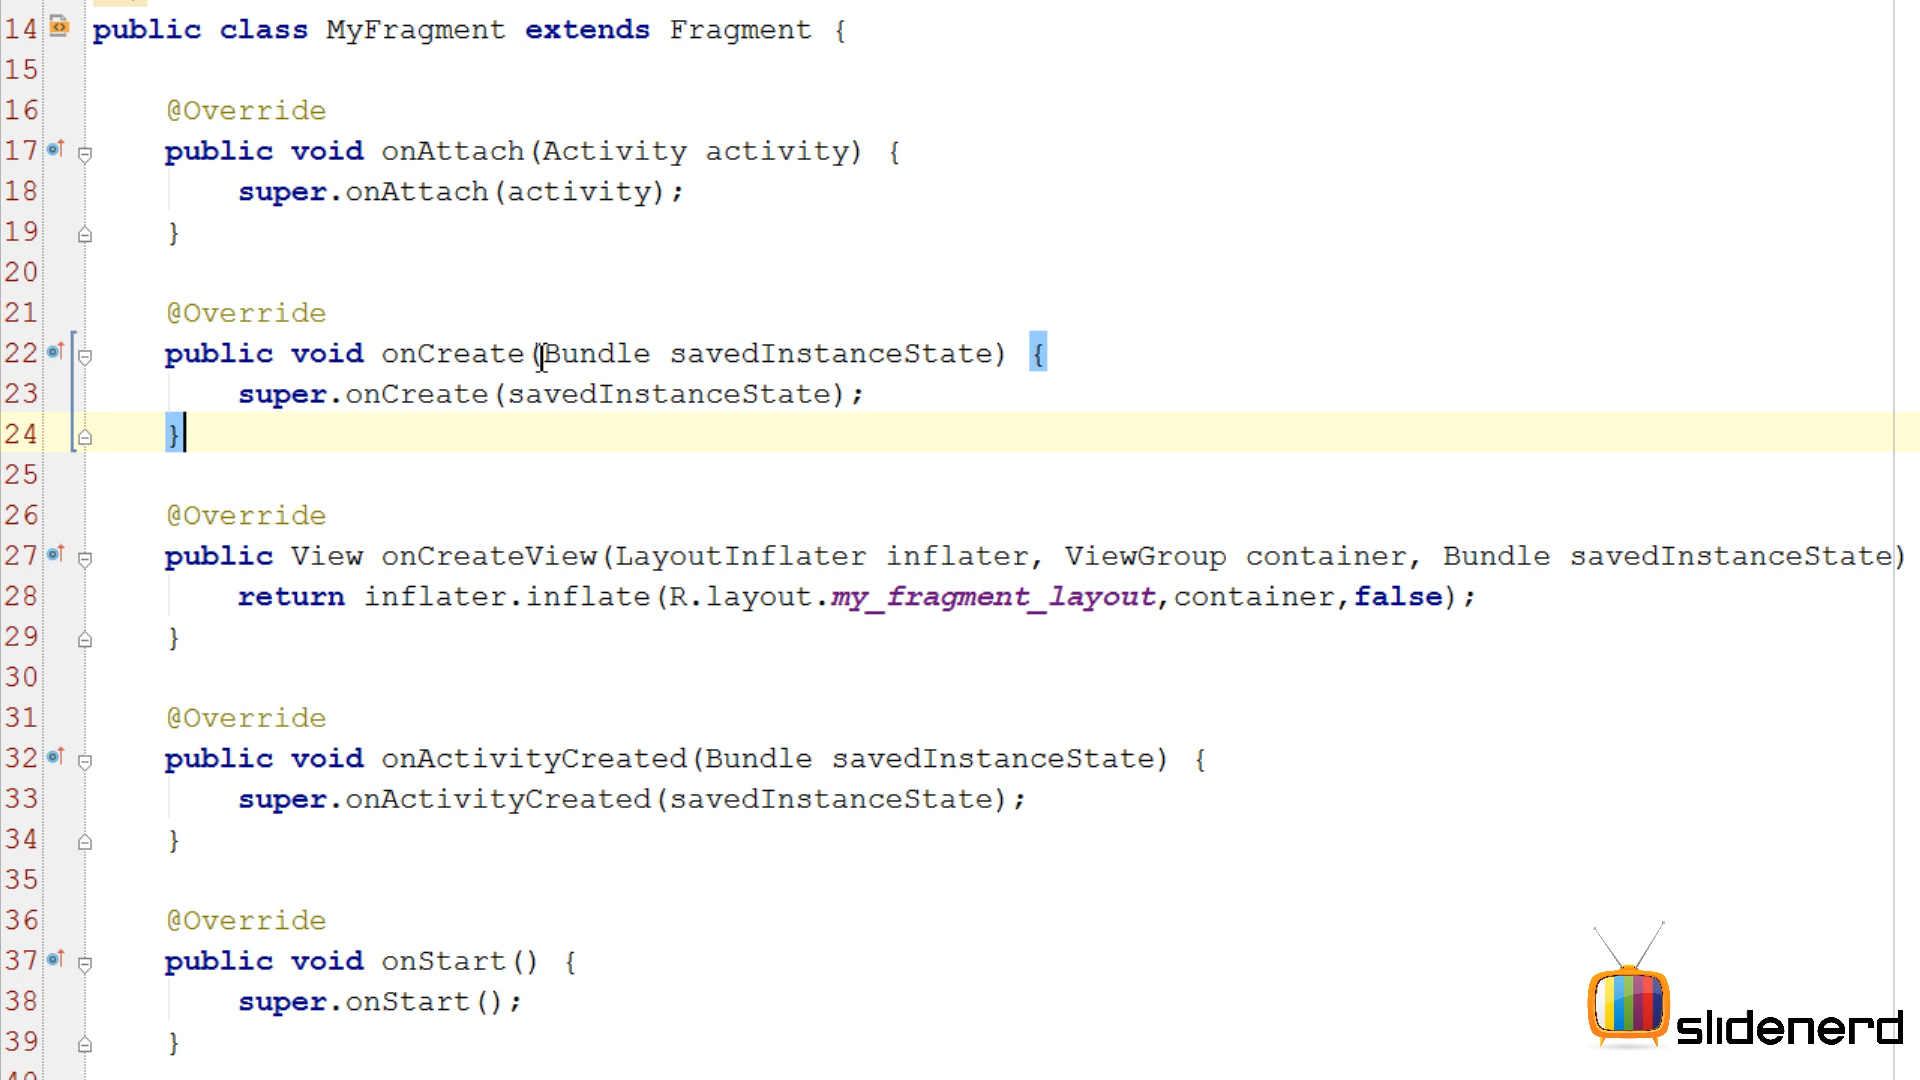 14 public class MyFragment extends Fragment {
15
16 @Override
17 public void onAttach(Activity activity) {
18 super.onAttach(activity);
19 }
20
21 @Override
22 public void onCreate(Bundle savedInstanceState) {
23 super.onCreate(savedInstanceState);
24 }
25
26 @Override
27 public View onCreateView(LayoutInflater inflater, ViewGroup container, Bundle savedInstanceState)
28 return inflater.inflate(R.layout.my_fragment_layout,container,false);
29 }
30
31 @Override
32 public void onActivityCreated(Bundle savedInstanceState) {
33 super.onActivityCreated(savedInstanceState);
34 }
35
36 @Override
37 public void onStart() {
38 super.onStart();
39 }
40
slidenerd